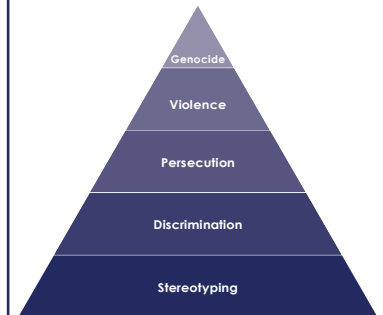 Genocide
Violence
Persecution
Discrimination
Stereotyping